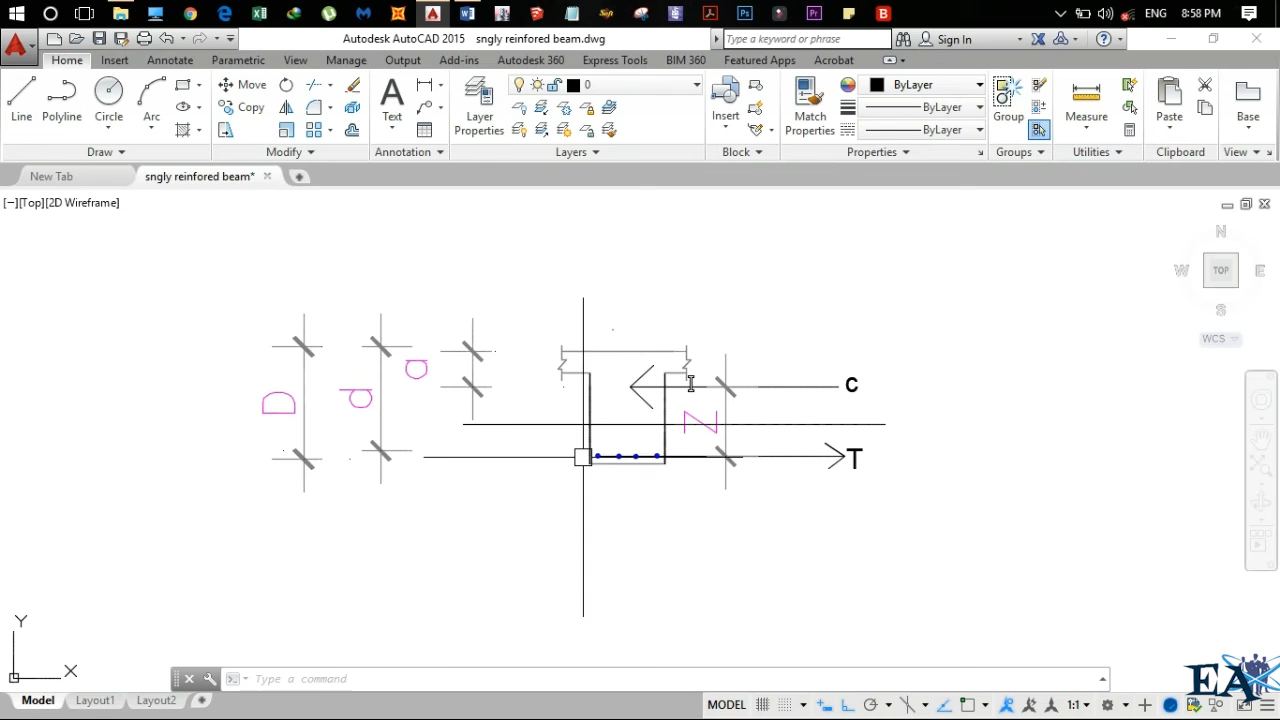 ENG 8:58 PM
Autodesk AutoCAD 2015 sngly reinfored beam.dwg
Type a keyword or phrase
Sign In
Home Insert Annotate Parametric View Manage Output Add-ins Autodesk 360 Express Tools BIM 360 Featured Apps Acrobat
Line Polyline Circle Arc
Move
Copy
Text
Layer Properties
0
Insert
Match Properties
ByLayer
ByLayer
ByLayer
Group
Measure
Paste
Base
Draw Modify Annotation Layers Block Properties Groups Utilities Clipboard View
New Tab sngly reinfored beam*
[−][Top][2D Wireframe]
N
W TOP E
S
WCS
D
d
a
Z
C
T
Y
X
Type a command
Model Layout1 Layout2
MODEL 1:1
EA